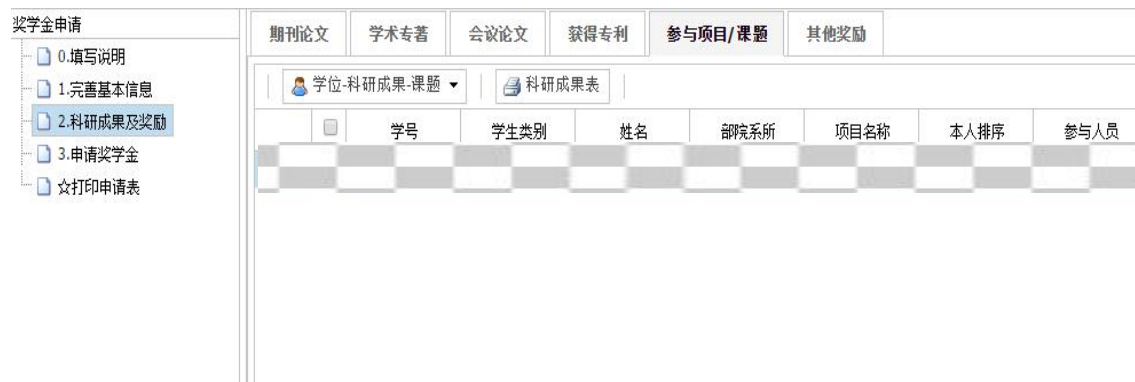 奖学金申请
0.填写说明
1.完善基本信息
2.科研成果及奖励
3.申请奖学金
☆打印申请表
期刊论文 学术专著 会议论文 获得专利 参与项目/课题 其他奖励
学位-科研成果-课题 科研成果表
学号 学生类别 姓名 部院系所 项目名称 本人排序 参与人员